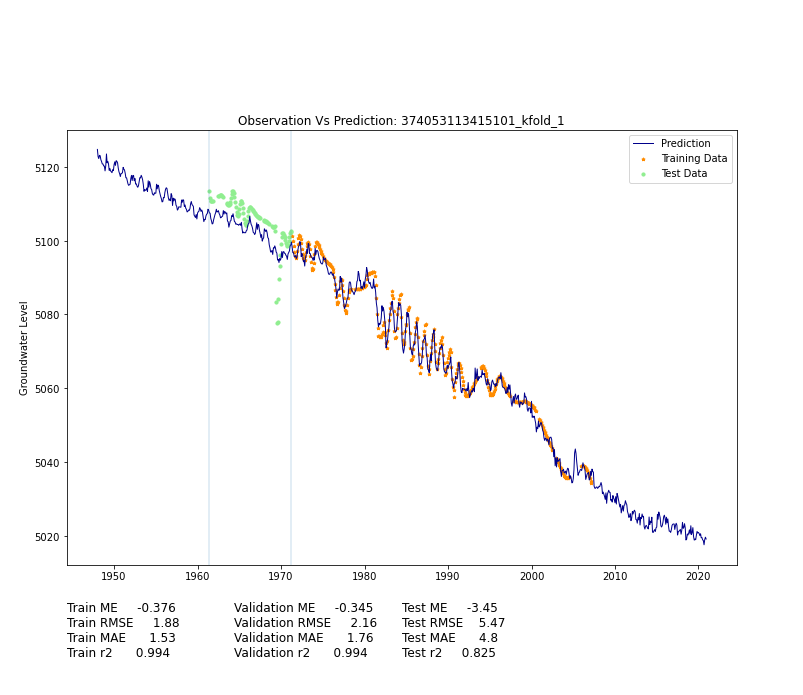 Observation Vs Prediction: 374053113415101_kfold_1
Prediction
Training Data
Test Data
Groundwater Level
5120
5100
5080
5060
5040
5020
1950 1960 1970 1980 1990 2000 2010 2020
Train ME -0.376 Validation ME -0.345 Test ME -3.45
Train RMSE 1.88 Validation RMSE 2.16 Test RMSE 5.47
Train MAE 1.53 Validation MAE 1.76 Test MAE 4.8
Train r2 0.994 Validation r2 0.994 Test r2 0.825